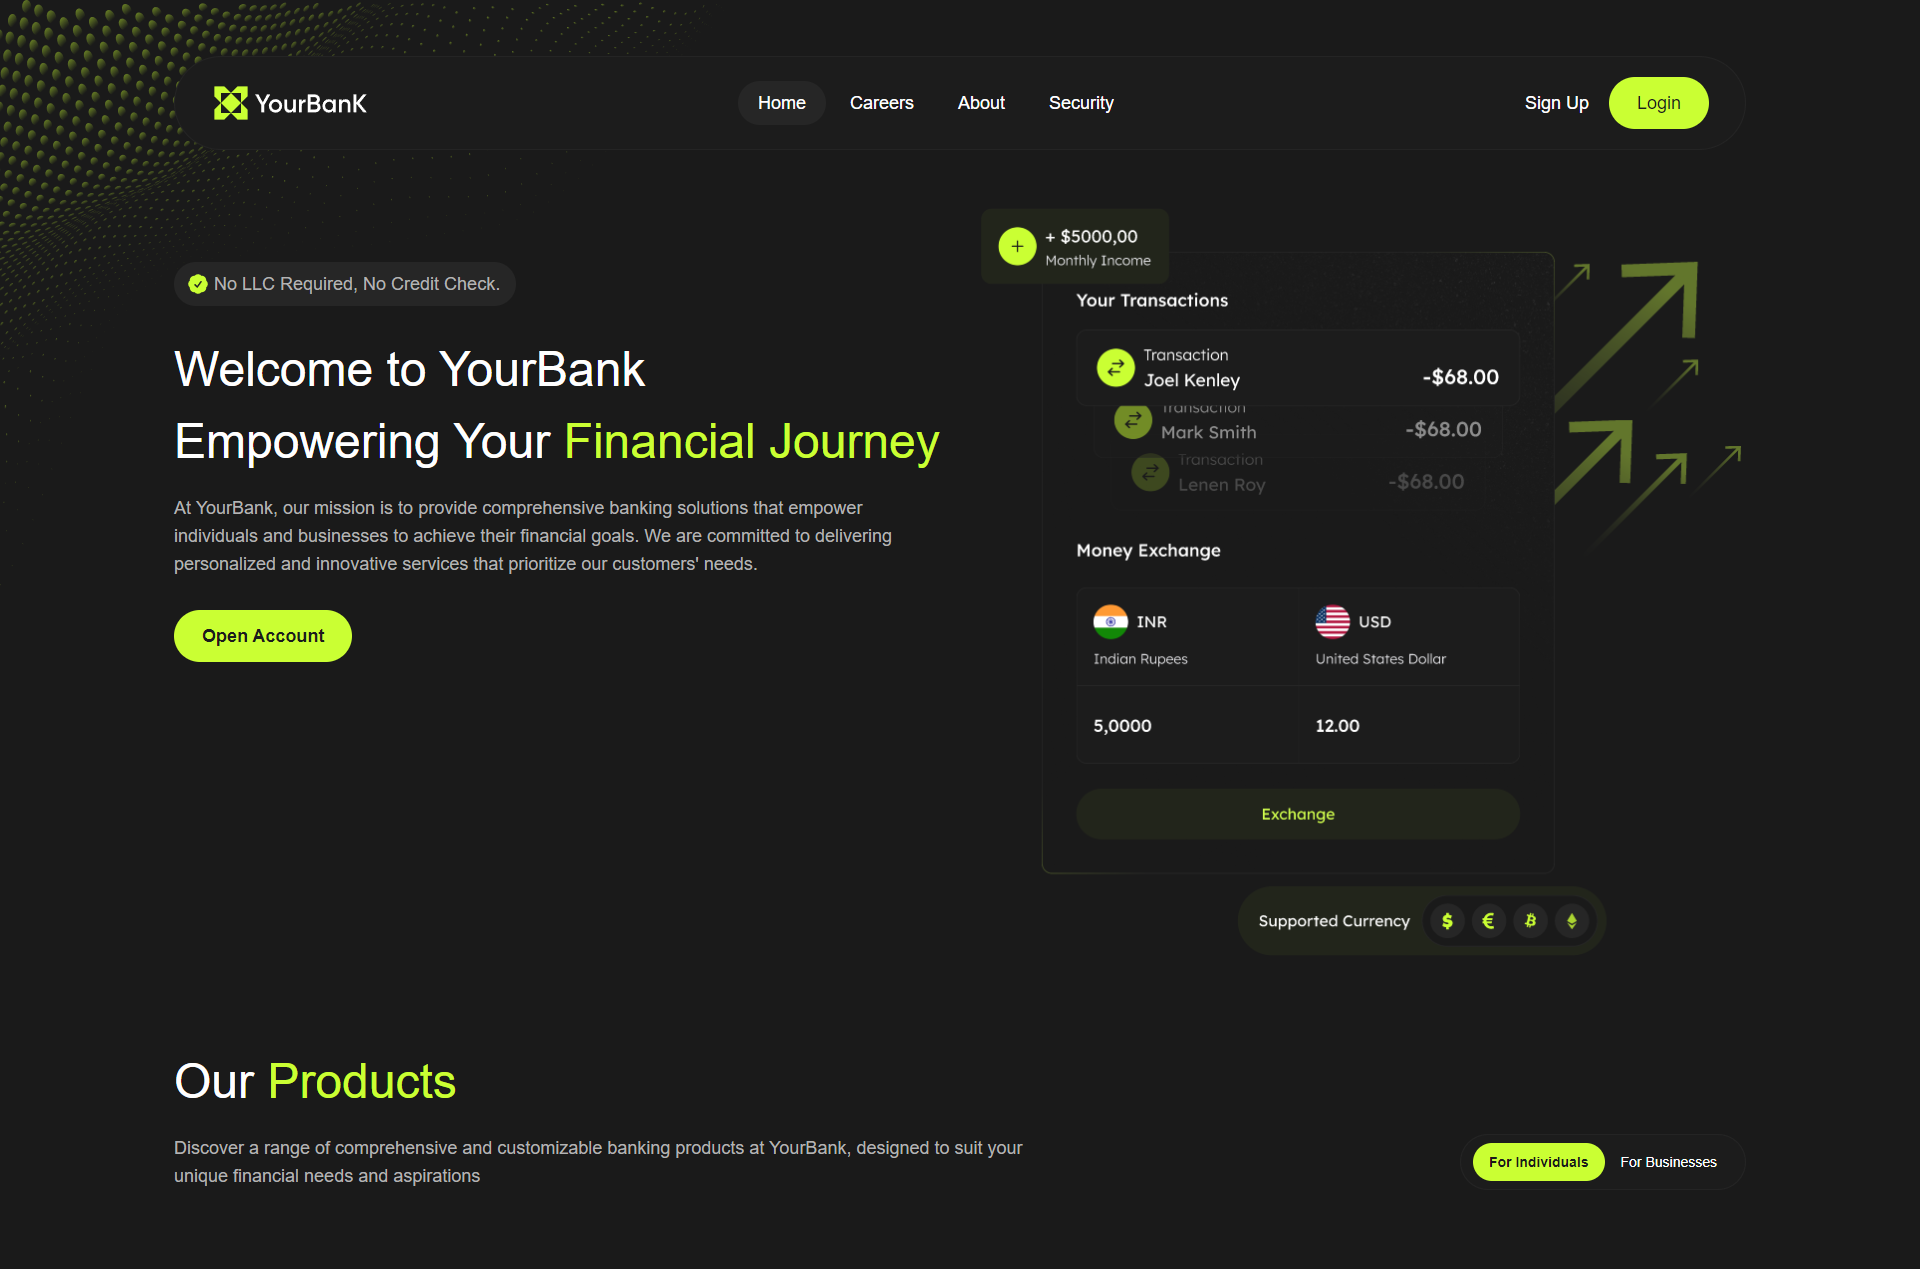 YourBanK
Home
Careers
About
Security
Sign Up
Login
No LLC Required, No Credit Check.
Welcome to YourBank
Empowering Your Financial Journey
At YourBank, our mission is to provide comprehensive banking solutions that empower
individuals and businesses to achieve their financial goals. We are committed to delivering
personalized and innovative services that prioritize our customers' needs.
Open Account
+ $5000,00
Monthly Income
Your Transactions
Transaction
Joel Kenley
-$68.00
Transaction
Mark Smith
-$68.00
Transaction
Lenen Roy
-$68.00
Money Exchange
INR
Indian Rupees
USD
United States Dollar
5,0000
12.00
Exchange
Supported Currency
$ € ₿
Our Products
Discover a range of comprehensive and customizable banking products at YourBank, designed to suit your
unique financial needs and aspirations
For Individuals
For Businesses